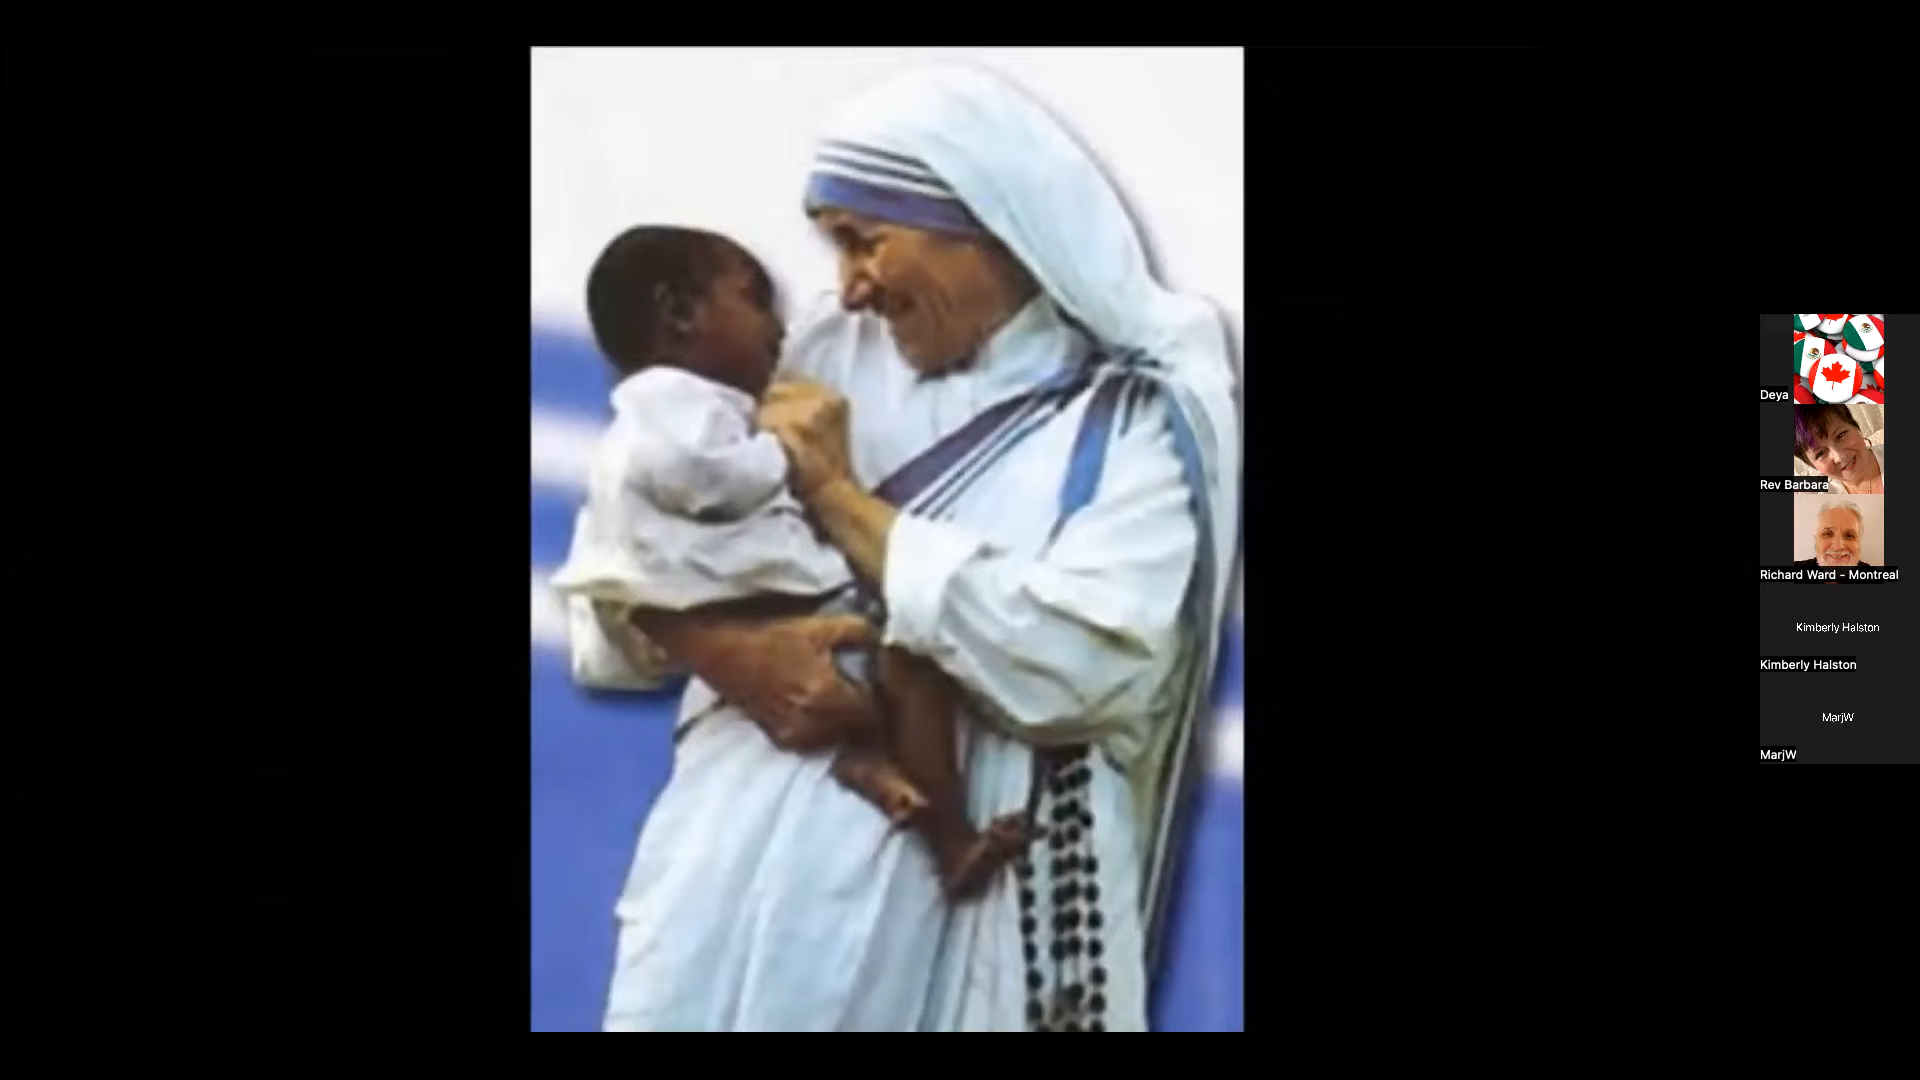 Deya
Rev Barbara
Richard Ward - Montreal
Kimberly Halston
Kimberly Halston
MarjW
MarjW